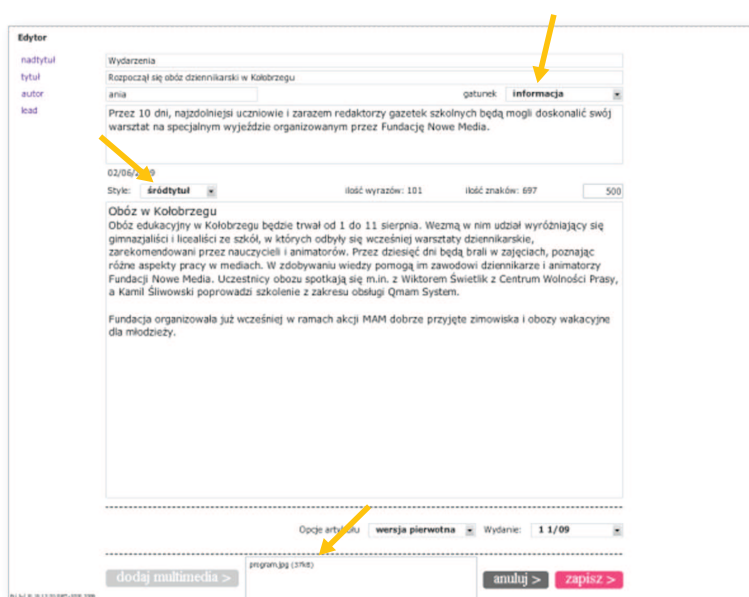 Edytor
nadtytuł Wydarzenia
tytuł Rozpoczął się obóz dziennikarski w Kołobrzegu
autor ania gatunek informacja
lead Przez 10 dni, najzdolniejsi uczniowie i zarazem redaktorzy gazetek szkolnych będą mogli doskonalić swój
warsztat na specjalnym wyjeździe organizowanym przez Fundację Nowe Media.
Style: śródtytuł ilość wyrazów: 101 ilość znaków: 697 500
Obóz w Kołobrzegu
Obóz edukacyjny w Kołobrzegu będzie trwał od 1 do 11 sierpnia. Wezmą w nim udział wyróżniający się
gimnazjaliści i licealiści ze szkół, w których odbyły się wcześniej warsztaty dziennikarskie,
zarekomendowani przez nauczycieli i animatorów. Przez dziesięć dni będą brali w zajęciach, poznając
różne aspekty pracy w mediach. W zdobywaniu wiedzy pomogą im zawodowi dziennikarze i animatorzy
Fundacji Nowe Media. Uczestnicy obozu spotkają się m.in. z Wiktorem Świetlik z Centrum Wolności Prasy,
a Kamil Śliwowski poprowadzi szkolenie z zakresu obsługi Qmam System.
Fundacja organizowała już wcześniej w ramach akcji MAM dobrze przyjęte zimowiska i obozy wakacyjne
dla młodzieży.
Opcje artykułu wersja pierwotna Wydanie: 1 1/09
program.jpg (37kB)
dodaj multimedia > anuluj > zapisz >